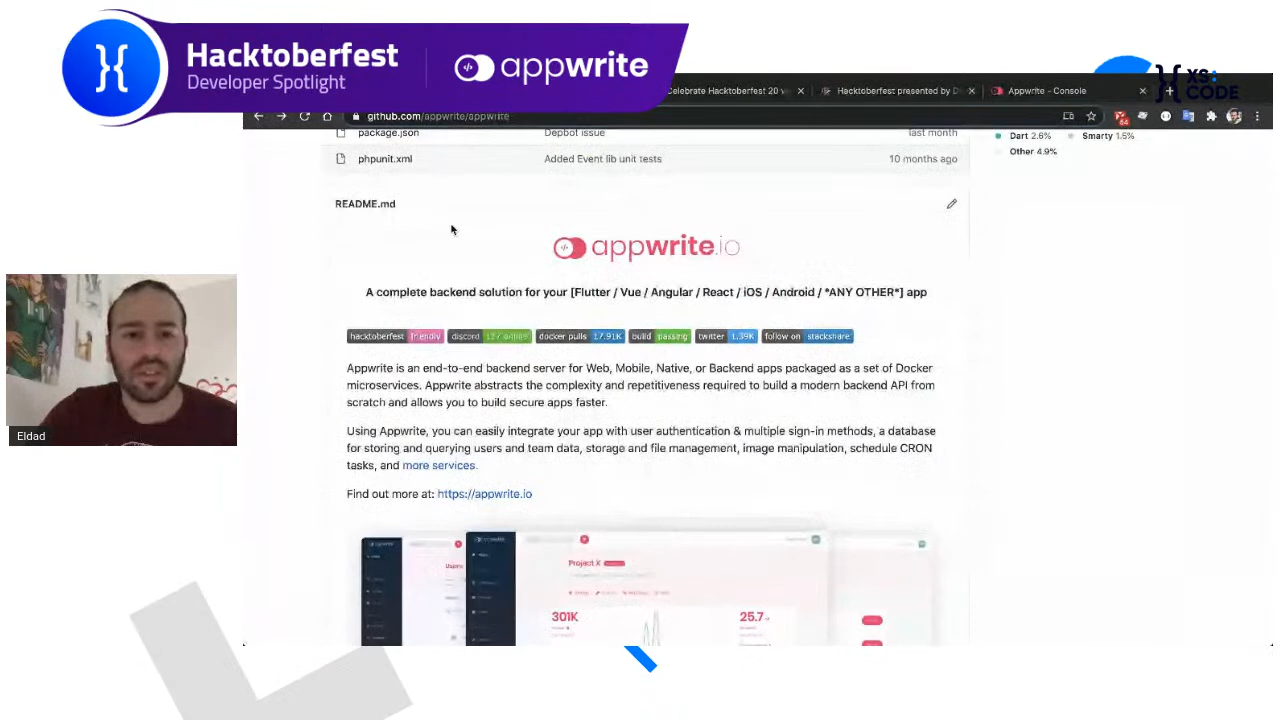 Hacktoberfest
Developer Spotlight
appwrite
Celebrate Hacktoberfest 20
Hacktoberfest presented by
Appwrite - Console
XS:
CODE
github.com/appwrite/appwrite
package.json
Depbot issue
last month
Dart 2.6%
Smarty 1.5%
phpunit.xml
Added Event lib unit tests
10 months ago
Other 4.9%
README.md
appwrite.io
A complete backend solution for your [Flutter / Vue / Angular / React / iOS / Android / *ANY OTHER*] app
hacktoberfest friendly discord 127 online docker pulls 17.91K build passing twitter 1.39K follow on stackshare
Appwrite is an end-to-end backend server for Web, Mobile, Native, or Backend apps packaged as a set of Docker
microservices. Appwrite abstracts the complexity and repetitiveness required to build a modern backend API from
scratch and allows you to build secure apps faster.
Using Appwrite, you can easily integrate your app with user authentication & multiple sign-in methods, a database
for storing and querying users and team data, storage and file management, image manipulation, schedule CRON
tasks, and more services.
Find out more at: https://appwrite.io
Eldad
Project X
301K
25.7